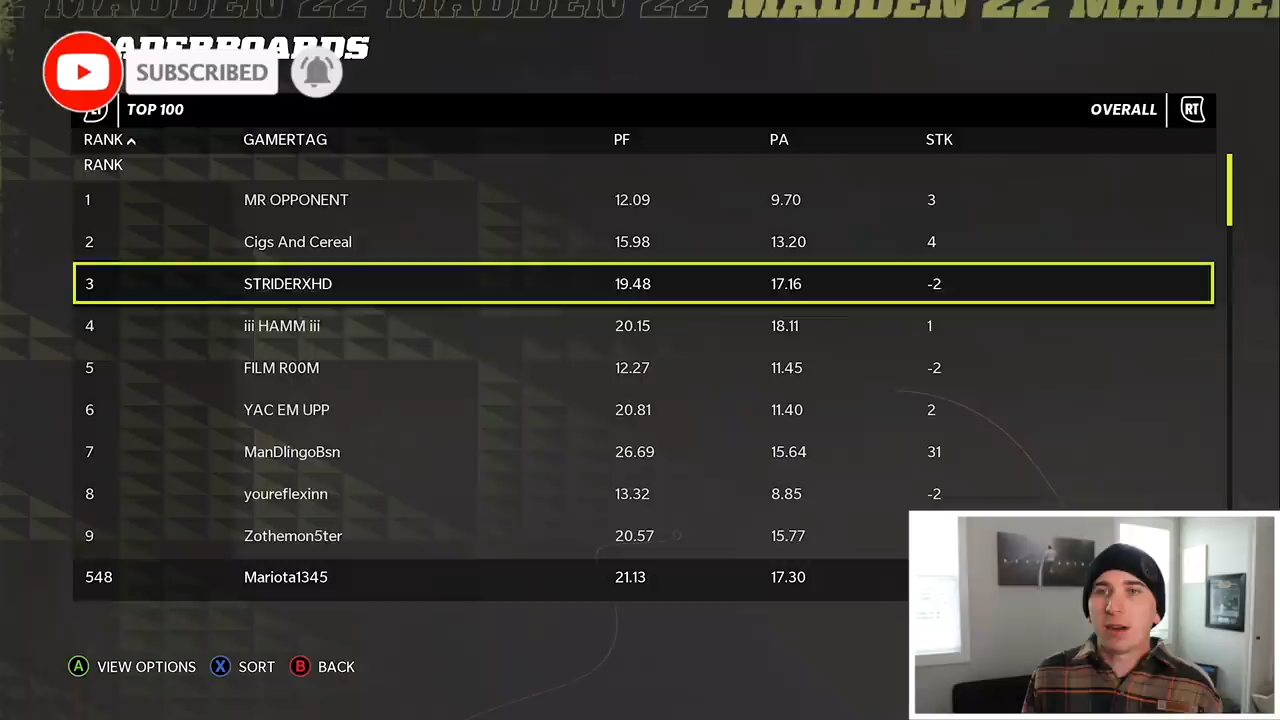 MADDEN 22 MADDEN 22 MADDEN 22 MADDEN
LEADERBOARDS
SUBSCRIBED
LT TOP 100 OVERALL RT
RANK GAMERTAG PF PA STK
RANK
1 MR OPPONENT 12.09 9.70 3
2 Cigs And Cereal 15.98 13.20 4
3 STRIDERXHD 19.48 17.16 -2
4 iii HAMM iii 20.15 18.11 1
5 FILM R00M 12.27 11.45 -2
6 YAC EM UPP 20.81 11.40 2
7 ManDlingoBsn 26.69 15.64 31
8 youreflexinn 13.32 8.85 -2
9 Zothemon5ter 20.57 15.77
548 Mariota1345 21.13 17.30
A VIEW OPTIONS X SORT B BACK